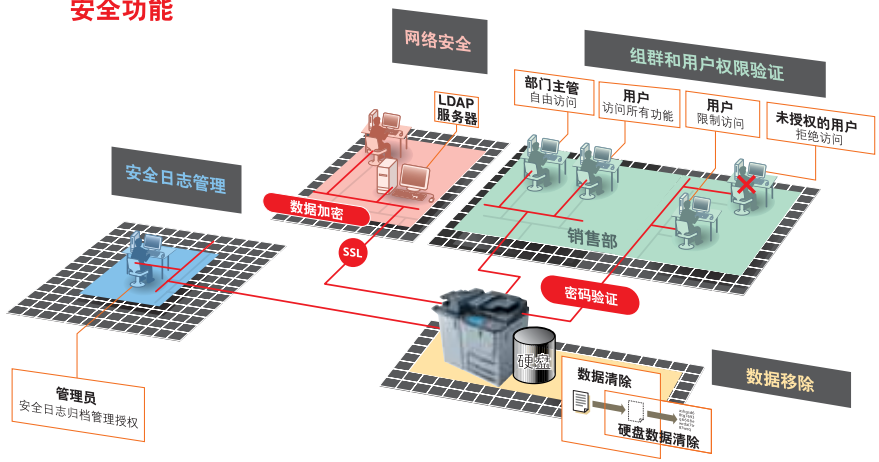 安全功能
网络安全
组群和用户权限验证
部门主管
自由访问
用户
访问所有功能
用户
限制访问
未授权的用户
拒绝访问
LDAP
服务器
安全日志管理
数据加密
SSL
销售部
密码验证
硬盘
管理员
安全日志归档管理授权
数据移除
数据清除
硬盘数据清除